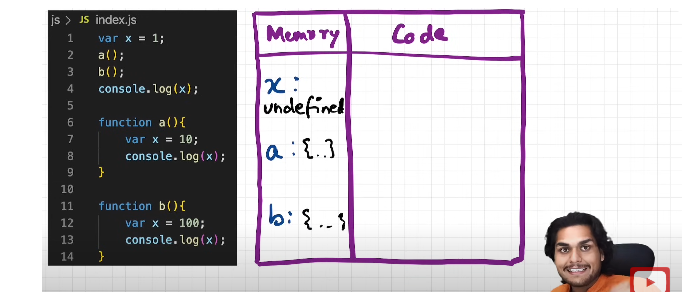 js > JS index.js
1 var x = 1;
2 a();
3 b();
4 console.log(x);
5
6 function a(){
7 var x = 10;
8 console.log(x);
9 }
10
11 function b(){
12 var x = 100;
13 console.log(x);
14 }
Memory Code
x:
undefined
a: {..}
b: {...}